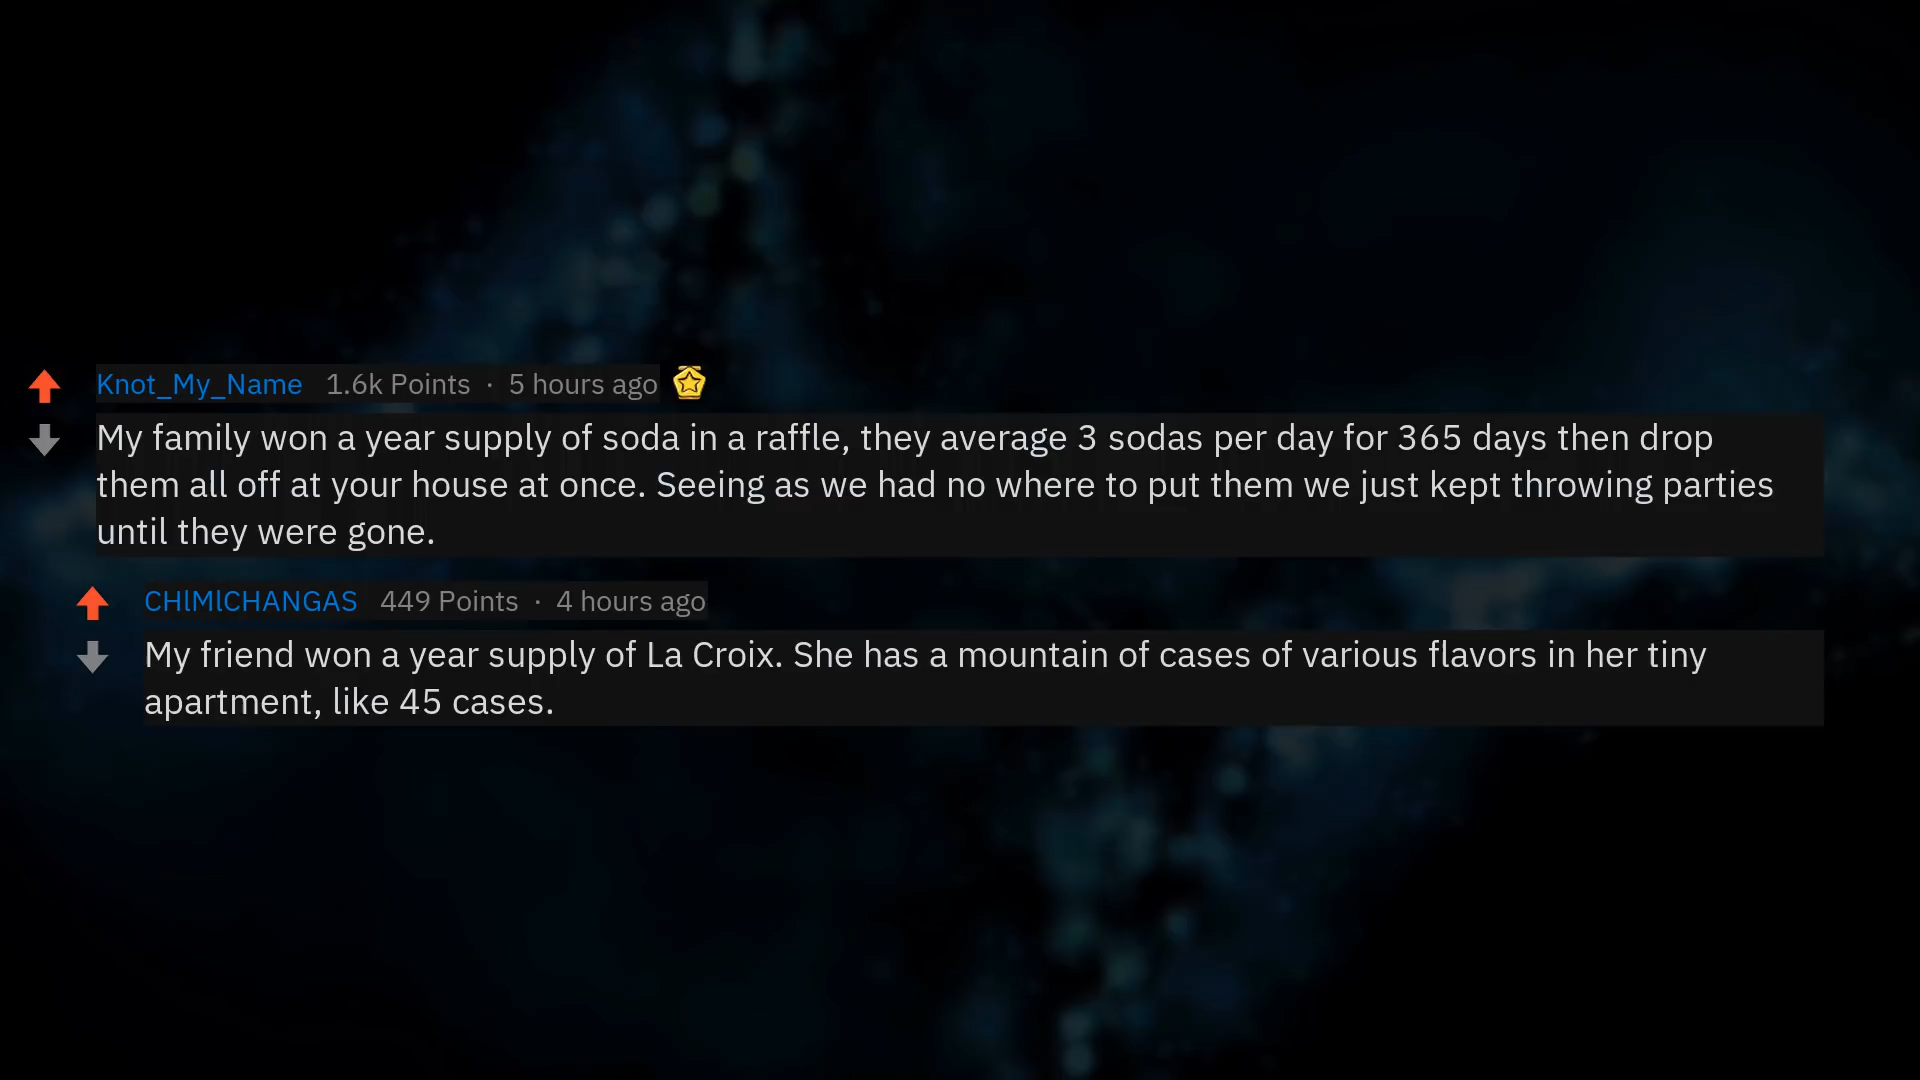 Knot_My_Name 1.6k Points · 5 hours ago
My family won a year supply of soda in a raffle, they average 3 sodas per day for 365 days then drop
them all off at your house at once. Seeing as we had no where to put them we just kept throwing parties
until they were gone.
CHlMlCHANGAS 449 Points · 4 hours ago
My friend won a year supply of La Croix. She has a mountain of cases of various flavors in her tiny
apartment, like 45 cases.